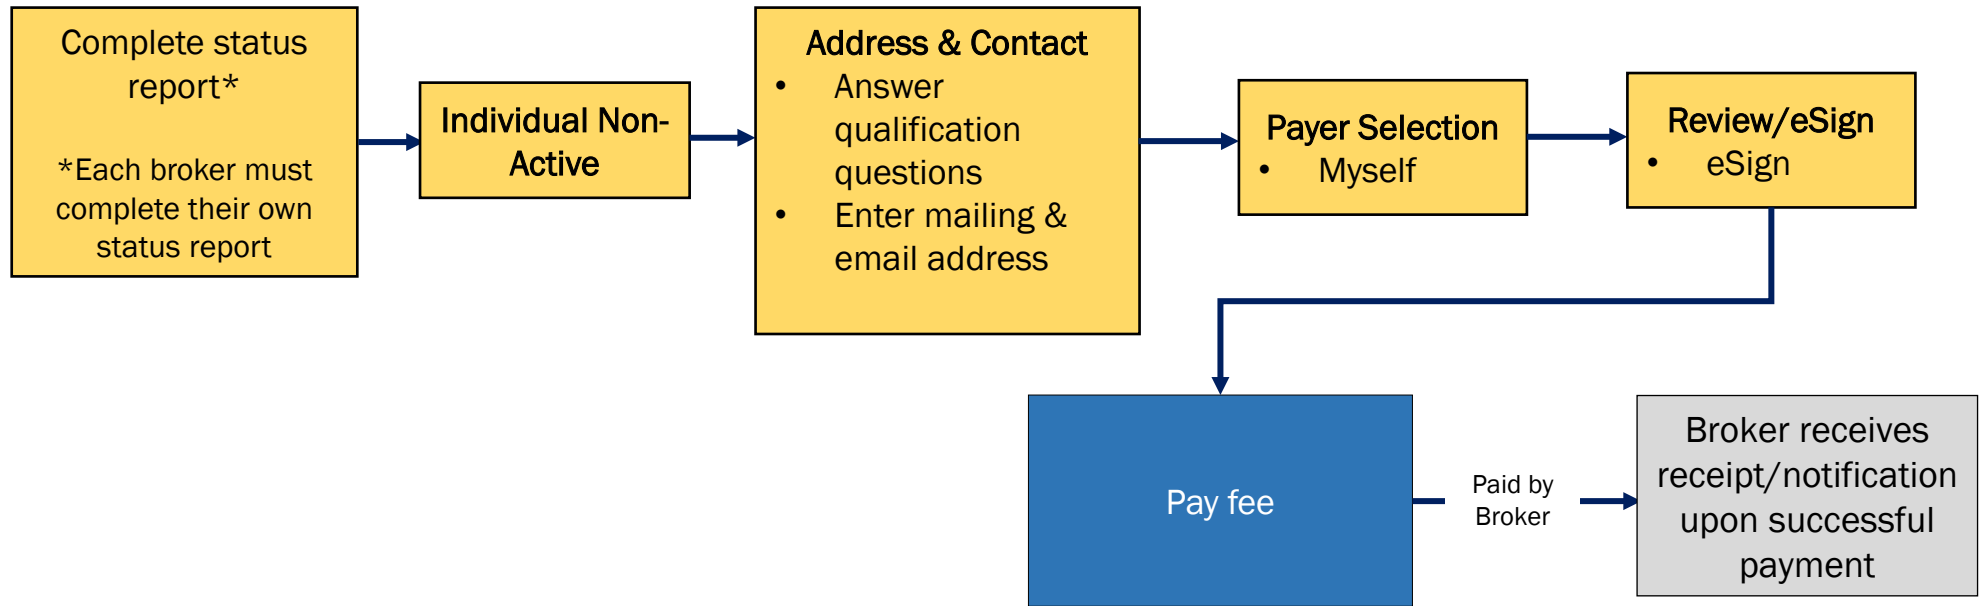 Complete status
report*
*Each broker must
complete their own
status report
Individual Non-
Active
Address & Contact
• Answer
qualification
questions
• Enter mailing &
email address
Payer Selection
• Myself
Review/eSign
• eSign
Pay fee
Paid by
Broker
Broker receives
receipt/notification
upon successful
payment